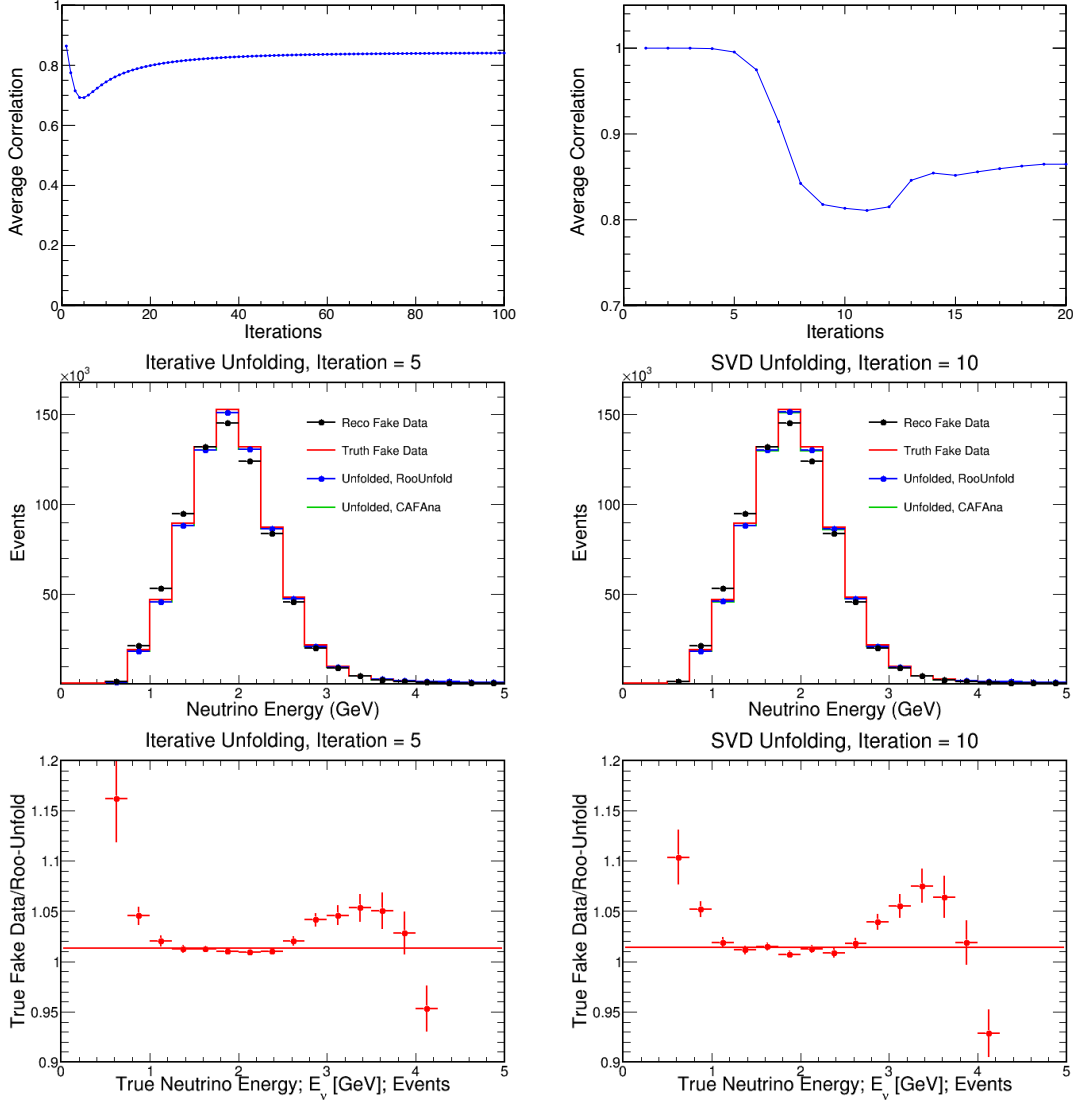 Average Correlation
1
0.8
0.6
0.4
0.2
0
0 20 40 60 80 100
Iterations
Average Correlation
1
0.9
0.8
0.7
0 5 10 15 20
Iterations
Iterative Unfolding, Iteration = 5
×10³
Events
150
100
50
Reco Fake Data
Truth Fake Data
Unfolded, RooUnfold
Unfolded, CAFAna
0 1 2 3 4 5
Neutrino Energy (GeV)
SVD Unfolding, Iteration = 10
×10³
Events
150
100
50
Reco Fake Data
Truth Fake Data
Unfolded, RooUnfold
Unfolded, CAFAna
0 1 2 3 4 5
Neutrino Energy (GeV)
Iterative Unfolding, Iteration = 5
True Fake Data/Roo-Unfold
1.2
1.15
1.1
1.05
1
0.95
0.9
0 1 2 3 4 5
True Neutrino Energy; E_ν [GeV]; Events
SVD Unfolding, Iteration = 10
True Fake Data/Roo-Unfold
1.2
1.15
1.1
1.05
1
0.95
0.9
0 1 2 3 4 5
True Neutrino Energy; E_ν [GeV]; Events